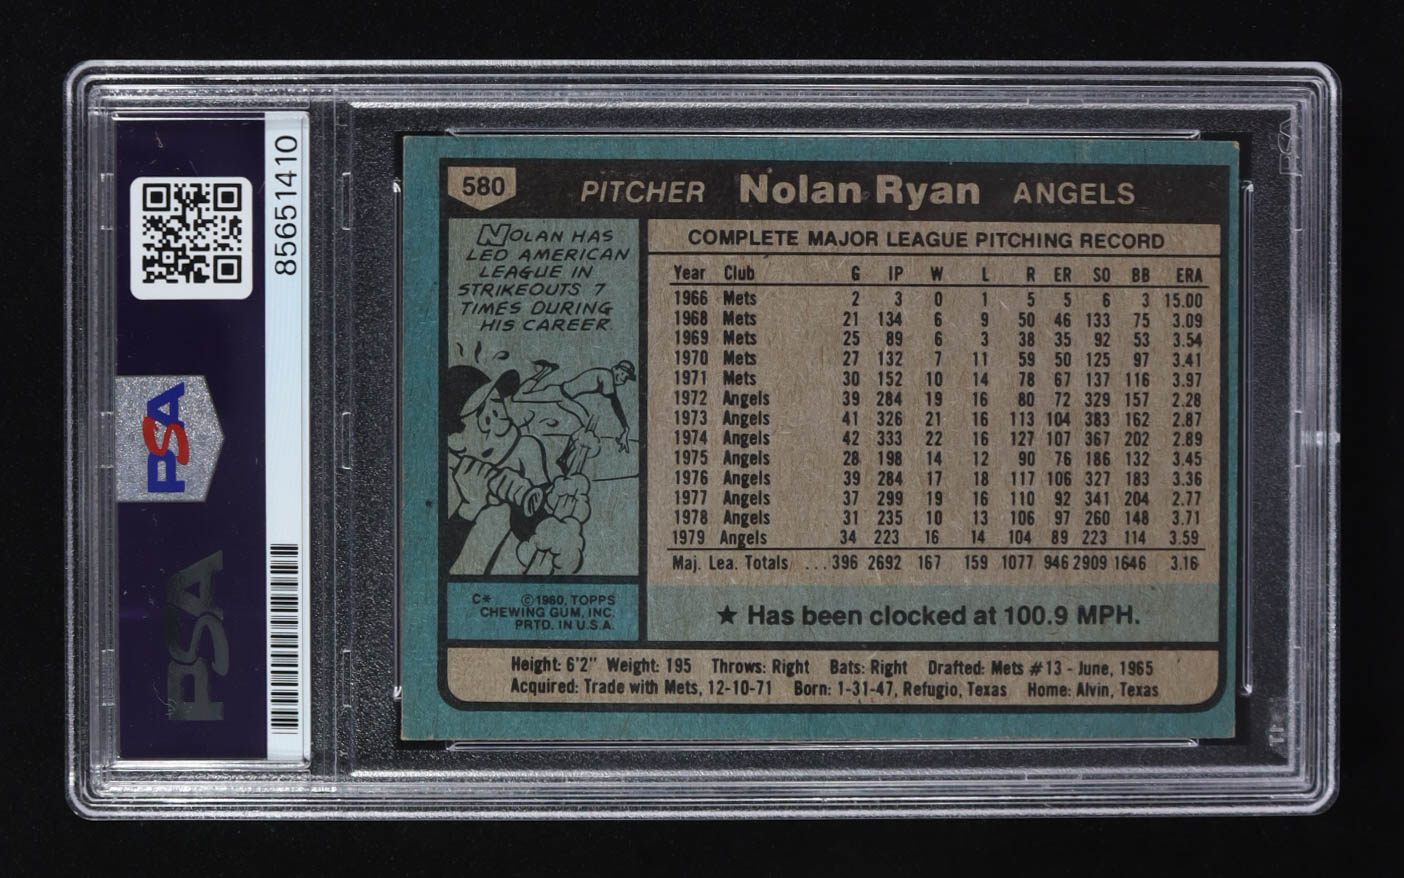 85651410
PSA
PSA
580
PITCHER Nolan Ryan ANGELS
NOLAN HAS
LED AMERICAN
LEAGUE IN
STRIKEOUTS 7
TIMES DURING
HIS CAREER
C* ©1980, TOPPS
CHEWING GUM, INC.
PRTD. IN U.S.A.
COMPLETE MAJOR LEAGUE PITCHING RECORD
Year Club G IP W L R ER SO BB ERA
1966 Mets 2 3 0 1 5 5 6 3 15.00
1968 Mets 21 134 6 9 50 46 133 75 3.09
1969 Mets 25 89 6 3 38 35 92 53 3.54
1970 Mets 27 132 7 11 59 50 125 97 3.41
1971 Mets 30 152 10 14 78 67 137 116 3.97
1972 Angels 39 284 19 16 80 72 329 157 2.28
1973 Angels 41 326 21 16 113 104 383 162 2.87
1974 Angels 42 333 22 16 127 107 367 202 2.89
1975 Angels 28 198 14 12 90 76 186 132 3.45
1976 Angels 39 284 17 18 117 106 327 183 3.36
1977 Angels 37 299 19 16 110 92 341 204 2.77
1978 Angels 31 235 10 13 106 97 260 148 3.71
1979 Angels 34 223 16 14 104 89 223 114 3.59
Maj. Lea. Totals ...396 2692 167 159 1077 946 2909 1646 3.16
★ Has been clocked at 100.9 MPH.
Height: 6'2" Weight: 195 Throws: Right Bats: Right Drafted: Mets #13 - June, 1965
Acquired: Trade with Mets, 12-10-71 Born: 1-31-47, Refugio, Texas Home: Alvin, Texas
PSA